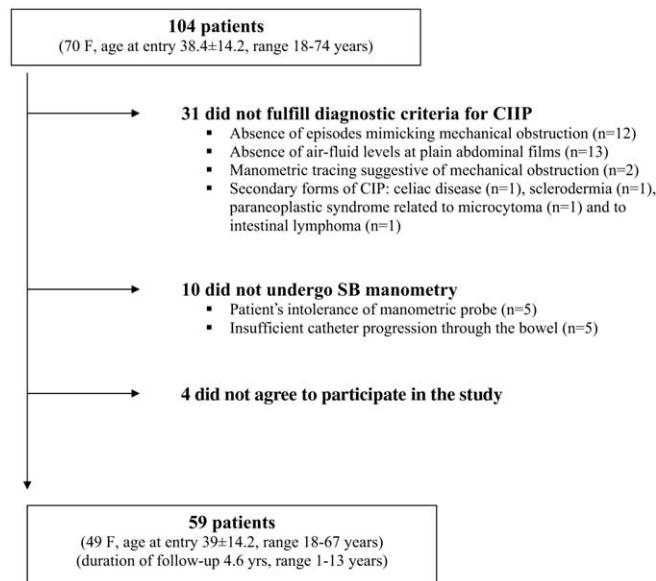 104 patients
(70 F, age at entry 38.4±14.2, range 18-74 years)
31 did not fulfill diagnostic criteria for CIIP
▪ Absence of episodes mimicking mechanical obstruction (n=12)
▪ Absence of air-fluid levels at plain abdominal films (n=13)
▪ Manometric tracing suggestive of mechanical obstruction (n=2)
▪ Secondary forms of CIP: celiac disease (n=1), sclerodermia (n=1),
paraneoplastic syndrome related to microcytoma (n=1) and to
intestinal lymphoma (n=1)
10 did not undergo SB manometry
▪ Patient's intolerance of manometric probe (n=5)
▪ Insufficient catheter progression through the bowel (n=5)
4 did not agree to participate in the study
59 patients
(49 F, age at entry 39±14.2, range 18-67 years)
(duration of follow-up 4.6 yrs, range 1-13 years)